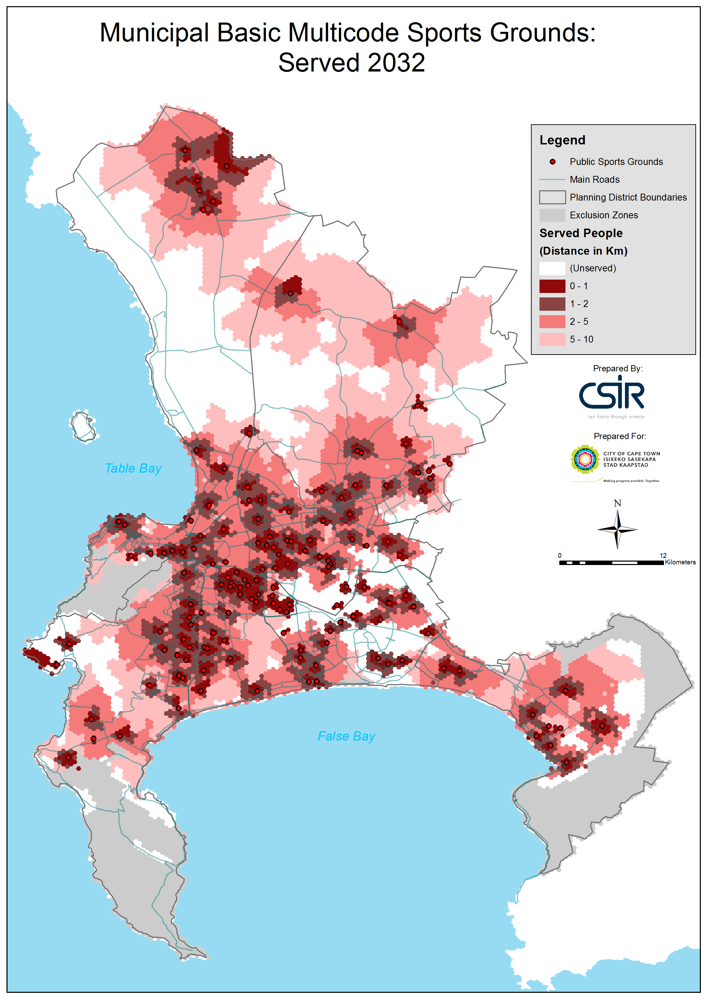 Municipal Basic Multicode Sports Grounds:
Served 2032
Legend
Public Sports Grounds
Main Roads
Planning District Boundaries
Exclusion Zones
Served People
(Distance in Km)
(Unserved)
0 - 1
1 - 2
2 - 5
5 - 10
Prepared By:
CSIR
our future through science
Prepared For:
CITY OF CAPE TOWN
ISIXEKO SASEKAPA
STAD KAAPSTAD
Making progress possible. Together.
N
0 12
Kilometers
Table Bay
False Bay